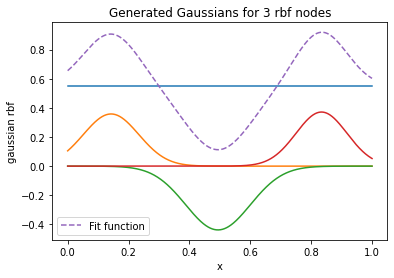 Generated Gaussians for 3 rbf nodes
gaussian rbf
0.8
0.6
0.4
0.2
0.0
−0.2
−0.4
Fit function
0.0 0.2 0.4 0.6 0.8 1.0
x